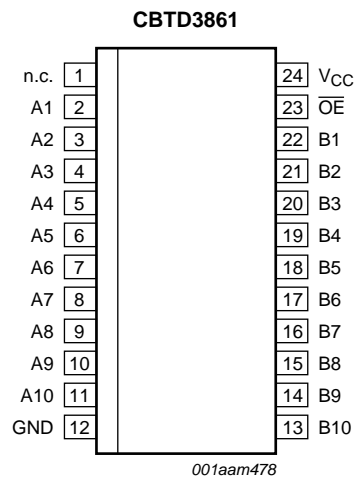 CBTD3861
n.c. 1 24 VCC
A1 2 23 OE
A2 3 22 B1
A3 4 21 B2
A4 5 20 B3
A5 6 19 B4
A6 7 18 B5
A7 8 17 B6
A8 9 16 B7
A9 10 15 B8
A10 11 14 B9
GND 12 13 B10
001aam478